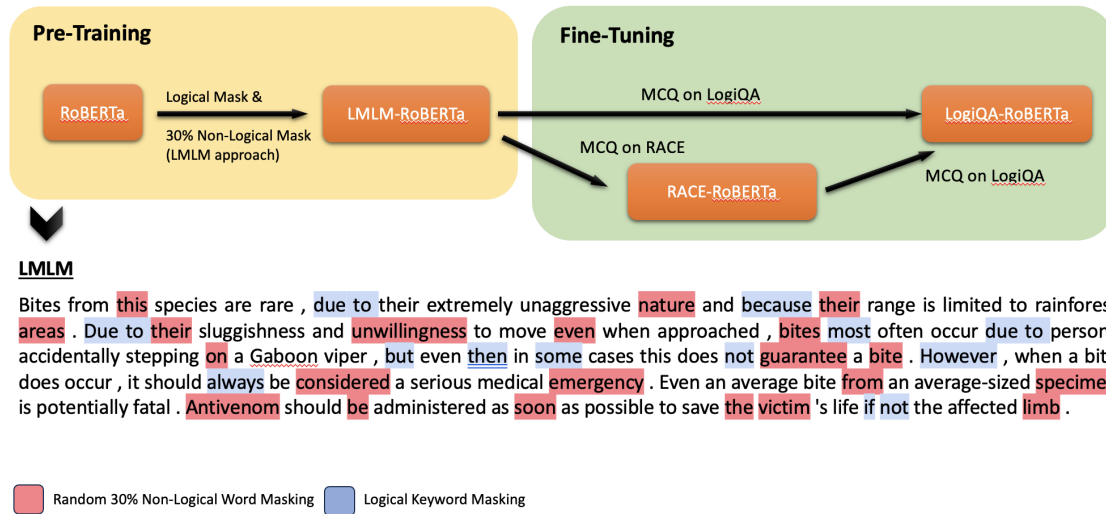 Pre-Training
Fine-Tuning
RoBERTa
Logical Mask &
30% Non-Logical Mask
(LMLM approach)
LMLM-RoBERTa
MCQ on LogiQA
LogiQA-RoBERTa
MCQ on RACE
RACE-RoBERTa
MCQ on LogiQA
LMLM
Bites from this species are rare , due to their extremely unaggressive nature and because their range is limited to rainfores
areas . Due to their sluggishness and unwillingness to move even when approached , bites most often occur due to person
accidentally stepping on a Gaboon viper , but even then in some cases this does not guarantee a bite . However , when a bit
does occur , it should always be considered a serious medical emergency . Even an average bite from an average-sized specime
is potentially fatal . Antivenom should be administered as soon as possible to save the victim 's life if not the affected limb .
Random 30% Non-Logical Word Masking
Logical Keyword Masking